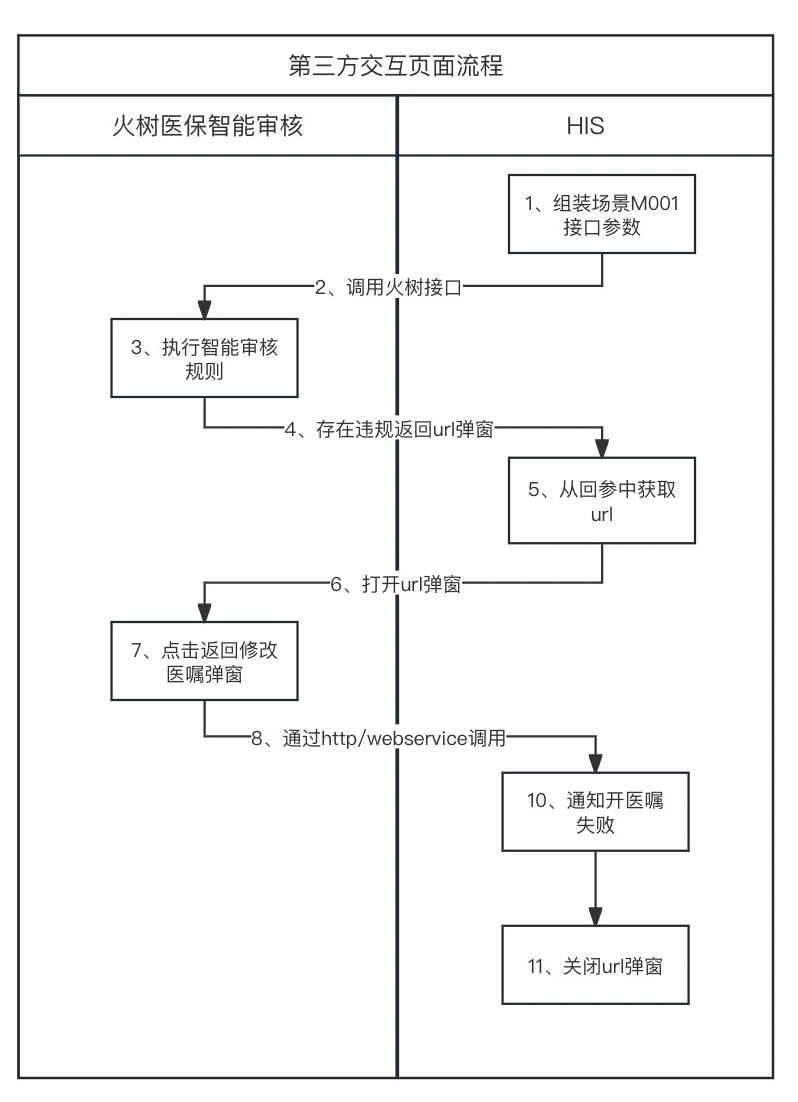 第三方交互页面流程
火树医保智能审核
HIS
1、组装场景M001
接口参数
2、调用火树接口
3、执行智能审核
规则
4、存在违规返回url弹窗
5、从回参中获取
url
6、打开url弹窗
7、点击返回修改
医嘱弹窗
8、通过http/webservice调用
10、通知开医嘱
失败
11、关闭url弹窗